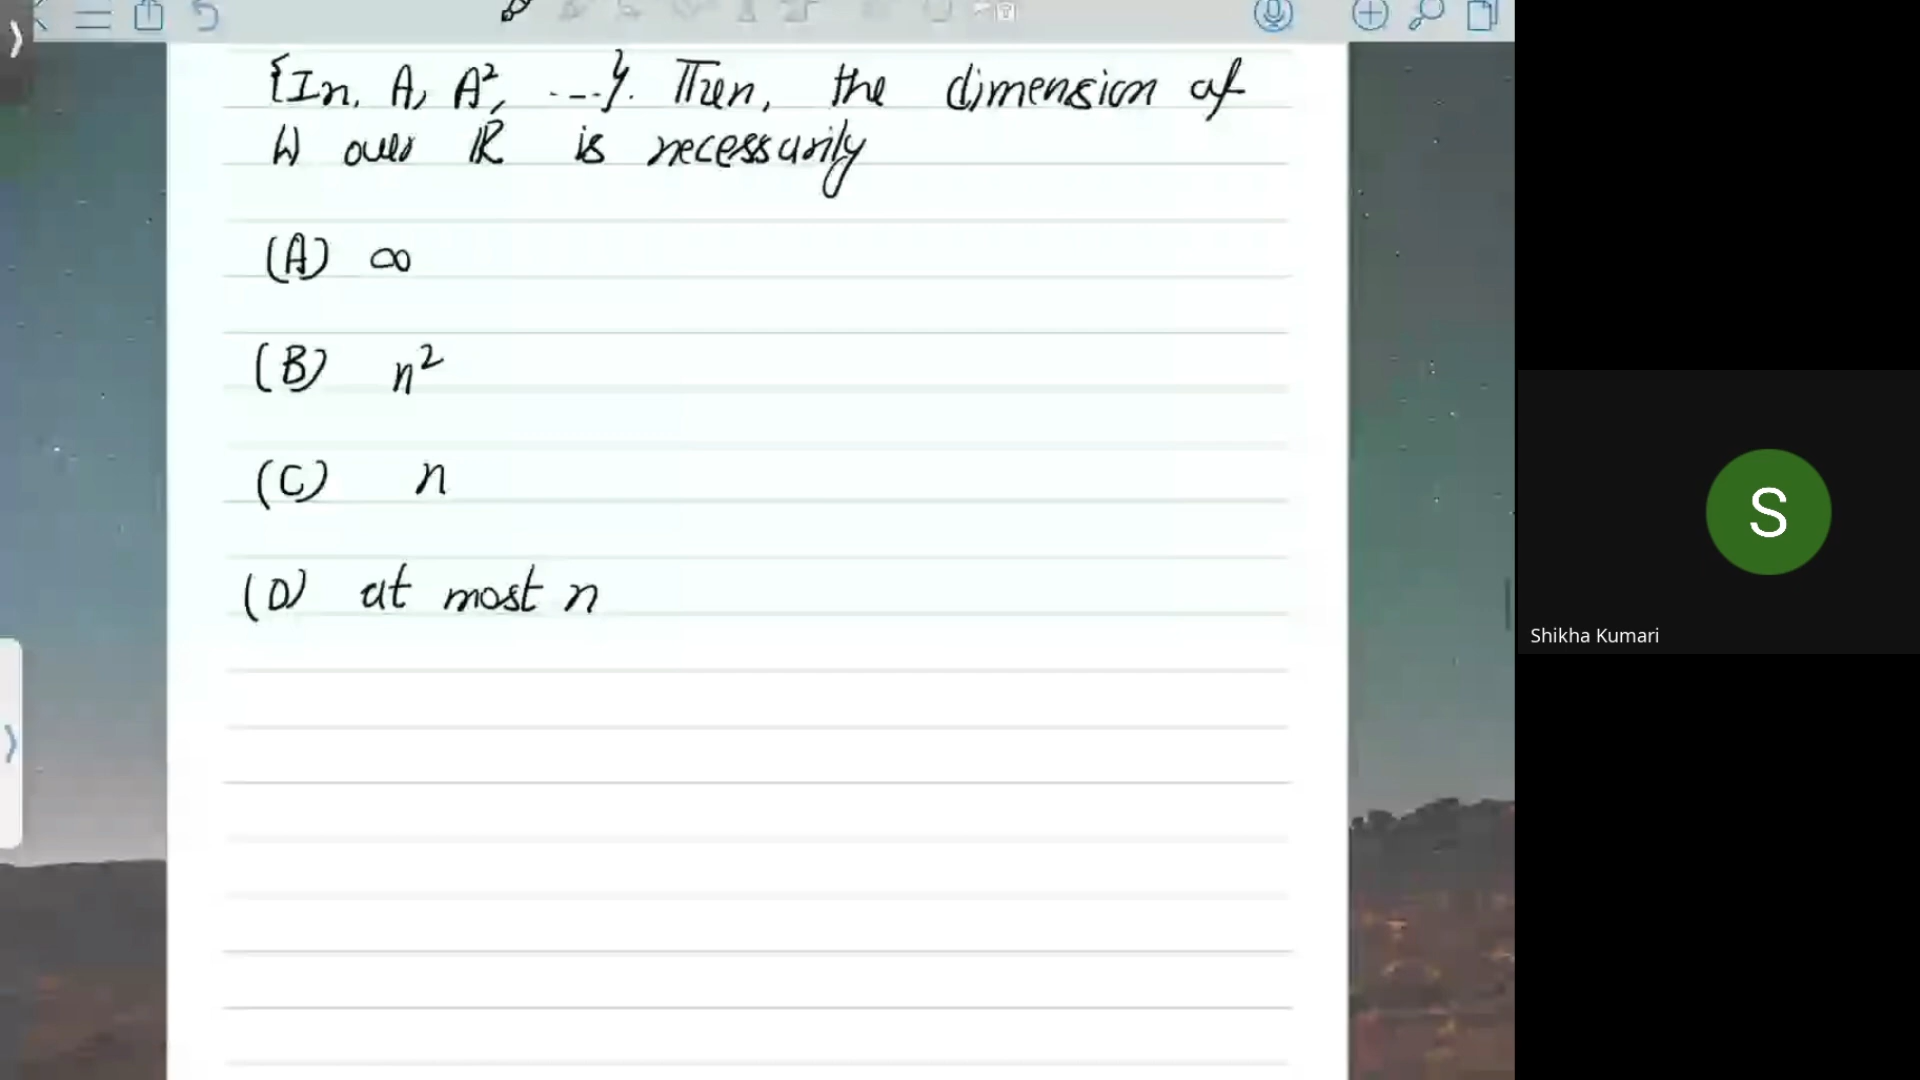 {In, A, A², ---}. Then, the dimension of
W over ℝ is necessarily
(A) ∞
(B) n²
(C) n
(D) at most n
S
Shikha Kumari